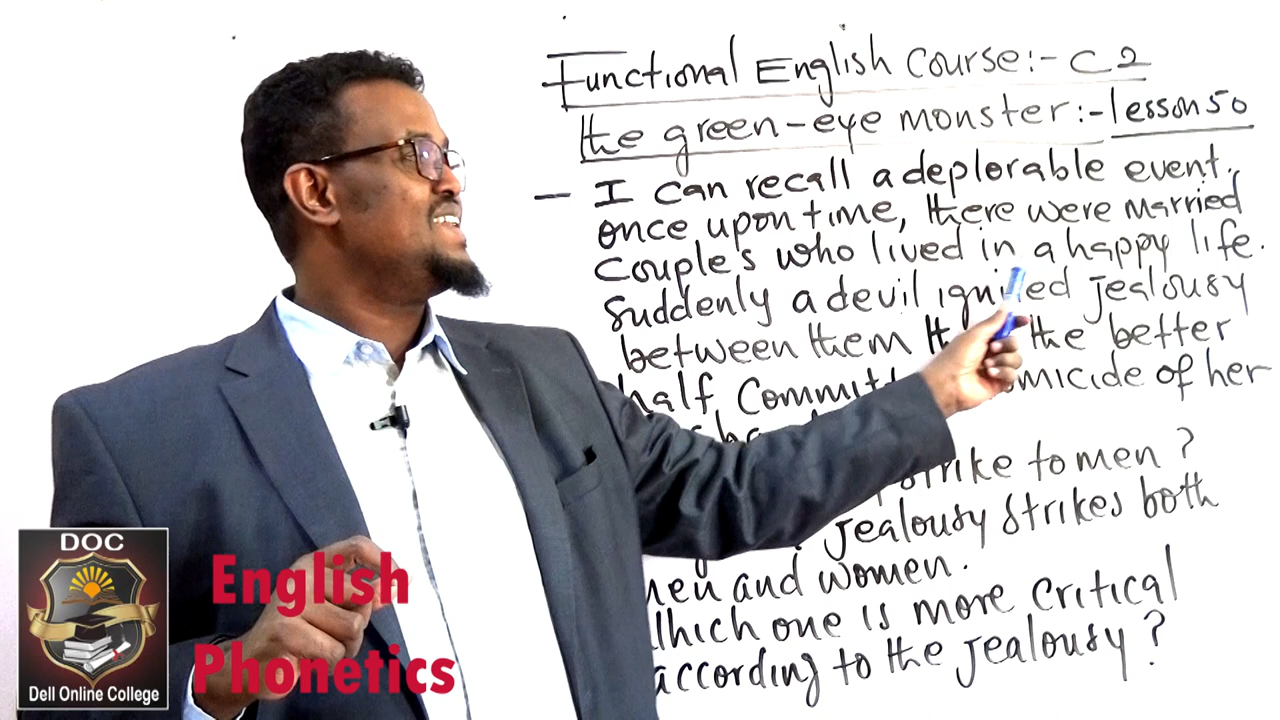 Functional English Course:- C2
the green-eye monster:- lesson 50
— I can recall a deplorable event.
once upon time, there were married
couple's who lived in a happy life.
Suddenly a devil ignited jealousy
between them the better
half, Committ micide of her
strike to men?
jealousy strikes both
men and women.
Which one is more critical
according to the jealousy?
DOC
Dell Online College
English
Phonetics